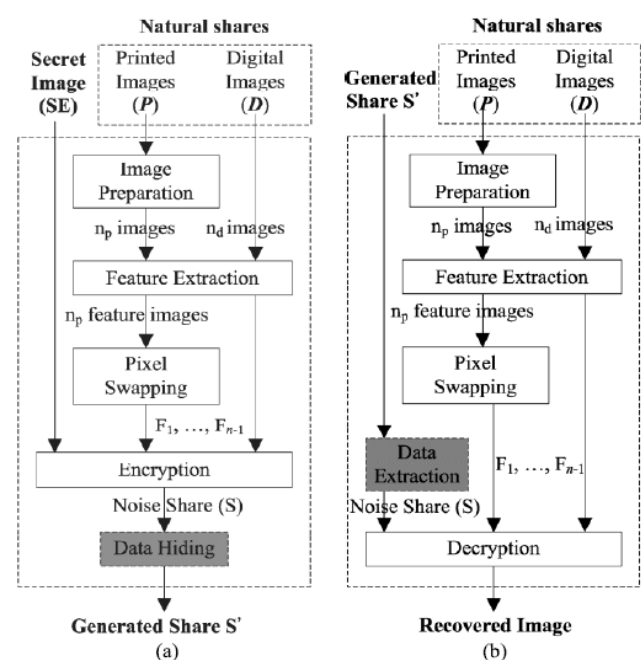 Natural shares
Secret
Image
(SE)
Printed
Images
(P)
Digital
Images
(D)
Image
Preparation
np images
nd images
Feature Extraction
np feature images
Pixel
Swapping
F1, …, Fn-1
Encryption
Noise Share (S)
Data Hiding
Generated Share S'
(a)
Natural shares
Generated
Share S'
Printed
Images
(P)
Digital
Images
(D)
Image
Preparation
np images
nd images
Feature Extraction
np feature images
Pixel
Swapping
Data
Extraction
F1, …, Fn-1
Noise Share (S)
Decryption
Recovered Image
(b)